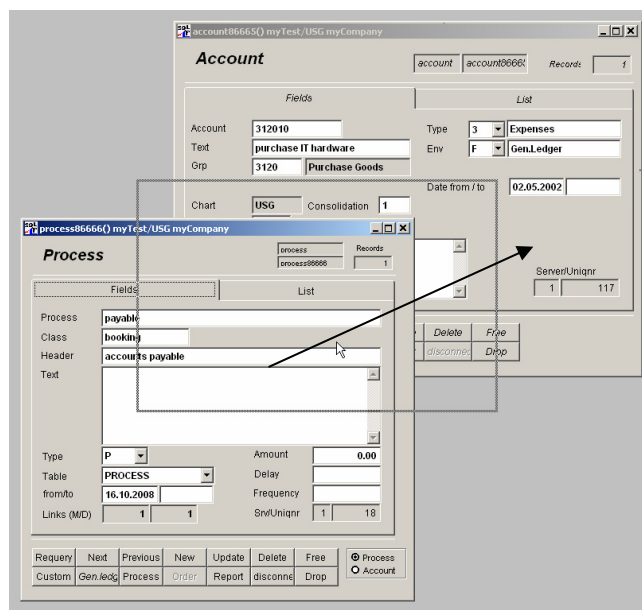 account86665() myTest/USG myCompany
Account
account account8666 Records 1
Fields List
Account 312010 Type 3 Expenses
Text purchase IT hardware Env F Gen.Ledger
Grp 3120 Purchase Goods
Date from / to 02.05.2002
Chart USG Consolidation 1
Server/Uniqnr
1 117
Delete Free
disconnec Drop
process86666() myTest/USG myCompany
Process process Records
process86666 1
Fields List
Process payable
Class booking
Header accounts payable
Text
Type P Amount 0.00
Table PROCESS Delay
from/to 16.10.2008 Frequency
Links (M/D) 1 1 Srv/Uniqnr 1 18
Requery Next Previous New Update Delete Free Process
Custom Gen.ledg Process Order Report disconne Drop Account